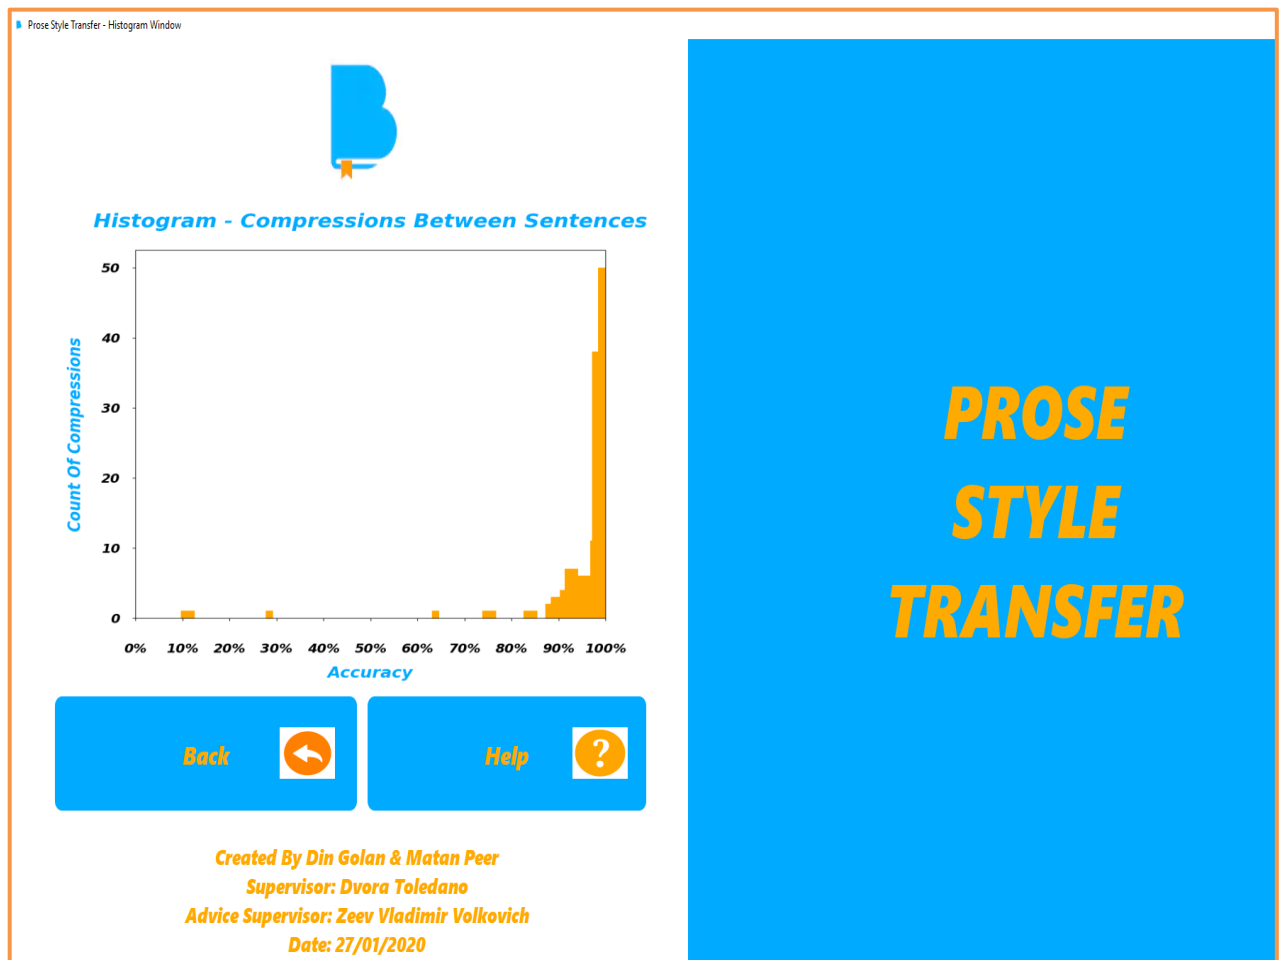 Prose Style Transfer - Histogram Window
Histogram - Compressions Between Sentences
50
40
30
20
10
0
Count Of Compressions
0% 10% 20% 30% 40% 50% 60% 70% 80% 90% 100%
Accuracy
Back
Help
Created By Din Golan & Matan Peer
Supervisor: Dvora Toledano
Advice Supervisor: Zeev Vladimir Volkovich
Date: 27/01/2020
PROSE
STYLE
TRANSFER